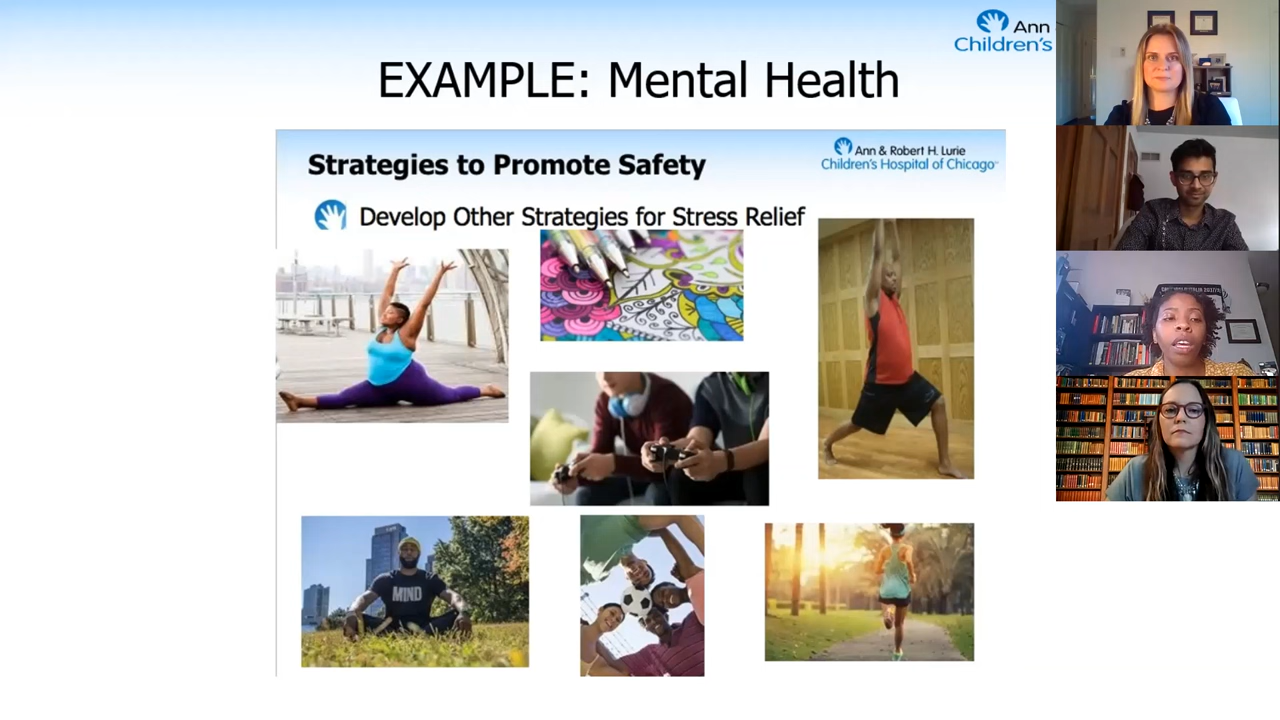 Ann
Children's
EXAMPLE: Mental Health
Strategies to Promote Safety
Ann & Robert H. Lurie
Children's Hospital of Chicago
Develop Other Strategies for Stress Relief
MIND